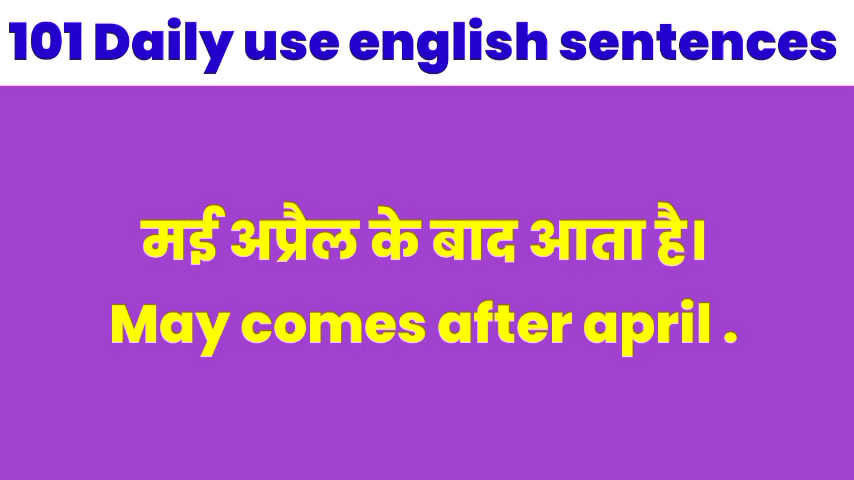 101 Daily use english sentences
मई अप्रैल के बाद आता है।
May comes after april .